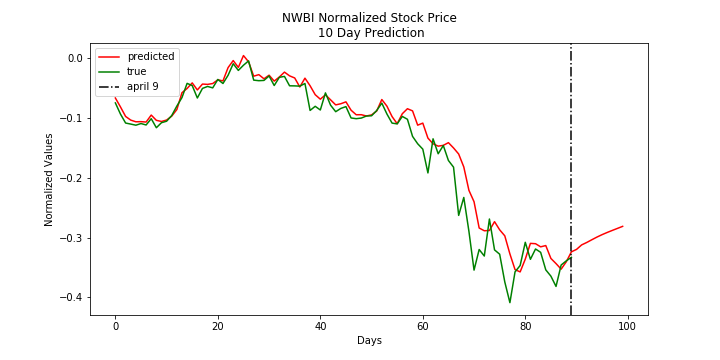 NWBI Normalized Stock Price
10 Day Prediction
predicted
true
april 9
Normalized Values
0.0
−0.1
−0.2
−0.3
−0.4
0
20
40
60
80
100
Days